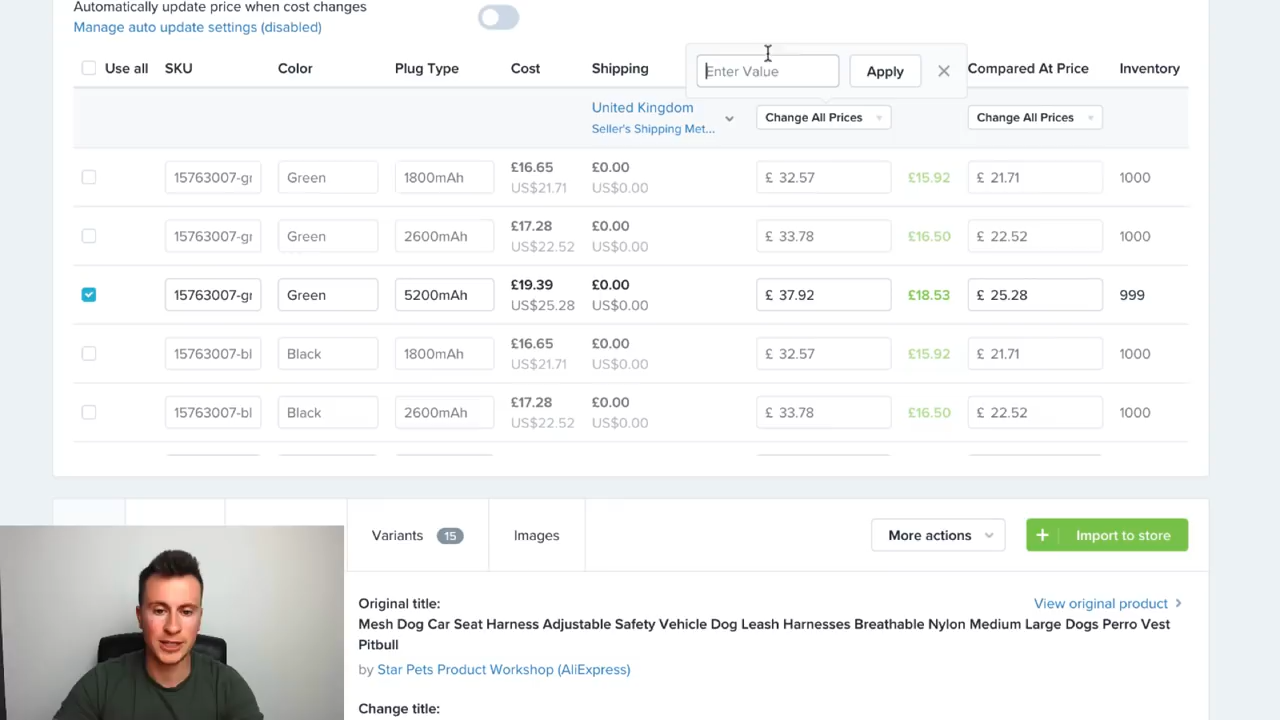 Automatically update price when cost changes
Manage auto update settings (disabled)
Use all SKU Color Plug Type Cost Shipping Enter Value Apply Compared At Price Inventory
United Kingdom
Seller's Shipping Met... Change All Prices Change All Prices
15763007-gr Green 1800mAh £16.65 £0.00 £ 32.57 £15.92 £ 21.71 1000
US$21.71 US$0.00
15763007-gr Green 2600mAh £17.28 £0.00 £ 33.78 £16.50 £ 22.52 1000
US$22.52 US$0.00
15763007-gr Green 5200mAh £19.39 £0.00 £ 37.92 £18.53 £ 25.28 999
US$25.28 US$0.00
15763007-bl Black 1800mAh £16.65 £0.00 £ 32.57 £15.92 £ 21.71 1000
US$21.71 US$0.00
15763007-bl Black 2600mAh £17.28 £0.00 £ 33.78 £16.50 £ 22.52 1000
US$22.52 US$0.00
Variants 15 Images More actions Import to store
Original title: View original product
Mesh Dog Car Seat Harness Adjustable Safety Vehicle Dog Leash Harnesses Breathable Nylon Medium Large Dogs Perro Vest
Pitbull
by Star Pets Product Workshop (AliExpress)
Change title: